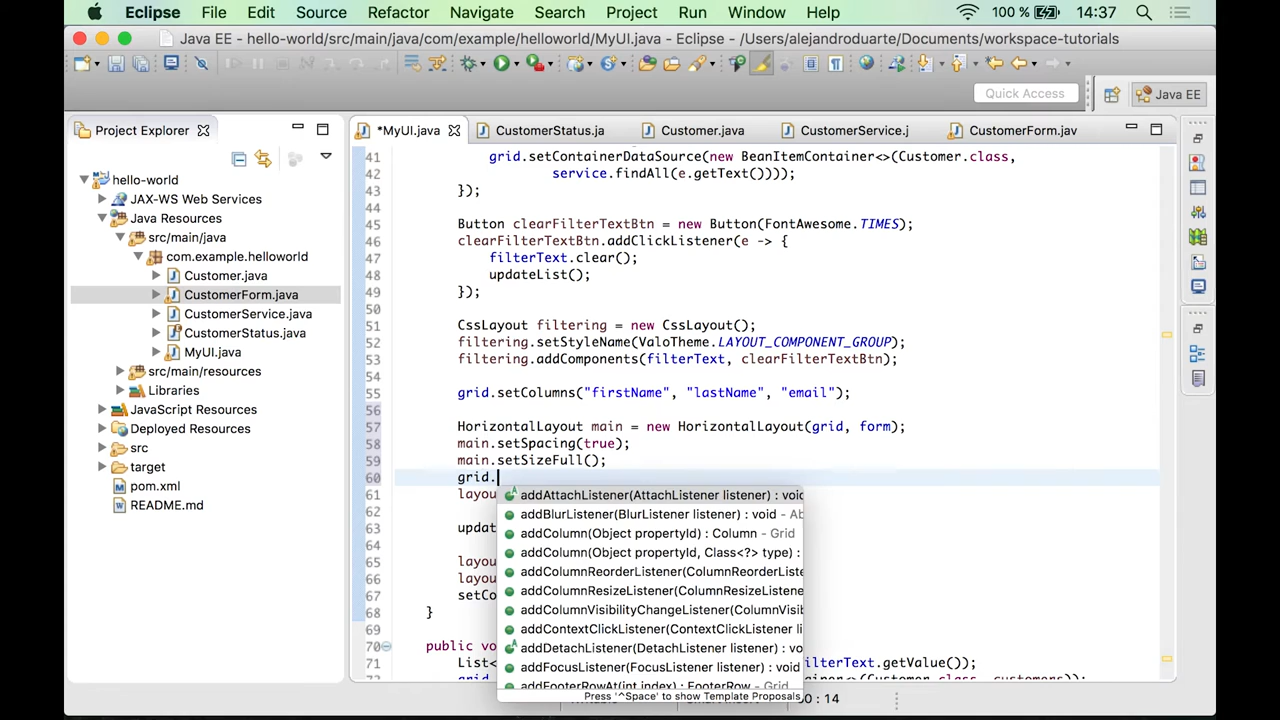 Eclipse File Edit Source Refactor Navigate Search Project Run Window Help 100 % 14:37
Java EE - hello-world/src/main/java/com/example/helloworld/MyUI.java - Eclipse - /Users/alejandroduarte/Documents/workspace-tutorials
Quick Access
Java EE
Project Explorer
hello-world
JAX-WS Web Services
Java Resources
src/main/java
com.example.helloworld
Customer.java
CustomerForm.java
CustomerService.java
CustomerStatus.java
MyUI.java
src/main/resources
Libraries
JavaScript Resources
Deployed Resources
src
target
pom.xml
README.md
*MyUI.java CustomerStatus.ja Customer.java CustomerService.j CustomerForm.jav
41 grid.setContainerDataSource(new BeanItemContainer<>(Customer.class,
42 service.findAll(e.getText())));
43 });
44
45 Button clearFilterTextBtn = new Button(FontAwesome.TIMES);
46 clearFilterTextBtn.addClickListener(e -> {
47 filterText.clear();
48 updateList();
49 });
50
51 CssLayout filtering = new CssLayout();
52 filtering.setStyleName(ValoTheme.LAYOUT_COMPONENT_GROUP);
53 filtering.addComponents(filterText, clearFilterTextBtn);
54
55 grid.setColumns("firstName", "lastName", "email");
56
57 HorizontalLayout main = new HorizontalLayout(grid, form);
58 main.setSpacing(true);
59 main.setSizeFull();
60 grid.
61 layou
63 updat
65 layou
66 layou
67 setCo
68 }
69
70 public vo
71 List< ilterText.getValue());
addAttachListener(AttachListener listener) : void
addBlurListener(BlurListener listener) : void - Ab
addColumn(Object propertyId) : Column - Grid
addColumn(Object propertyId, Class<?> type) :
addColumnReorderListener(ColumnReorderListe
addColumnResizeListener(ColumnResizeListene
addColumnVisibilityChangeListener(ColumnVisib
addContextClickListener(ContextClickListener li
addDetachListener(DetachListener listener) : vo
addFocusListener(FocusListener listener) : void
addFooterRowAt(int index) : FooterRow - Grid
Press '^Space' to show Template Proposals
0 : 14